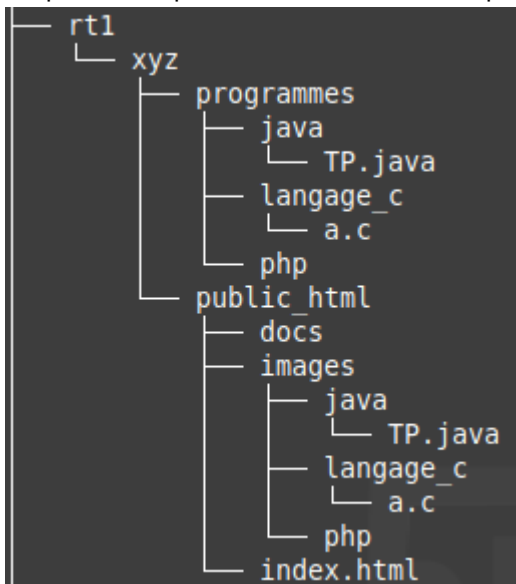 rt1
xyz
programmes
java
TP.java
langage_c
a.c
php
public_html
docs
images
java
TP.java
langage_c
a.c
php
index.html